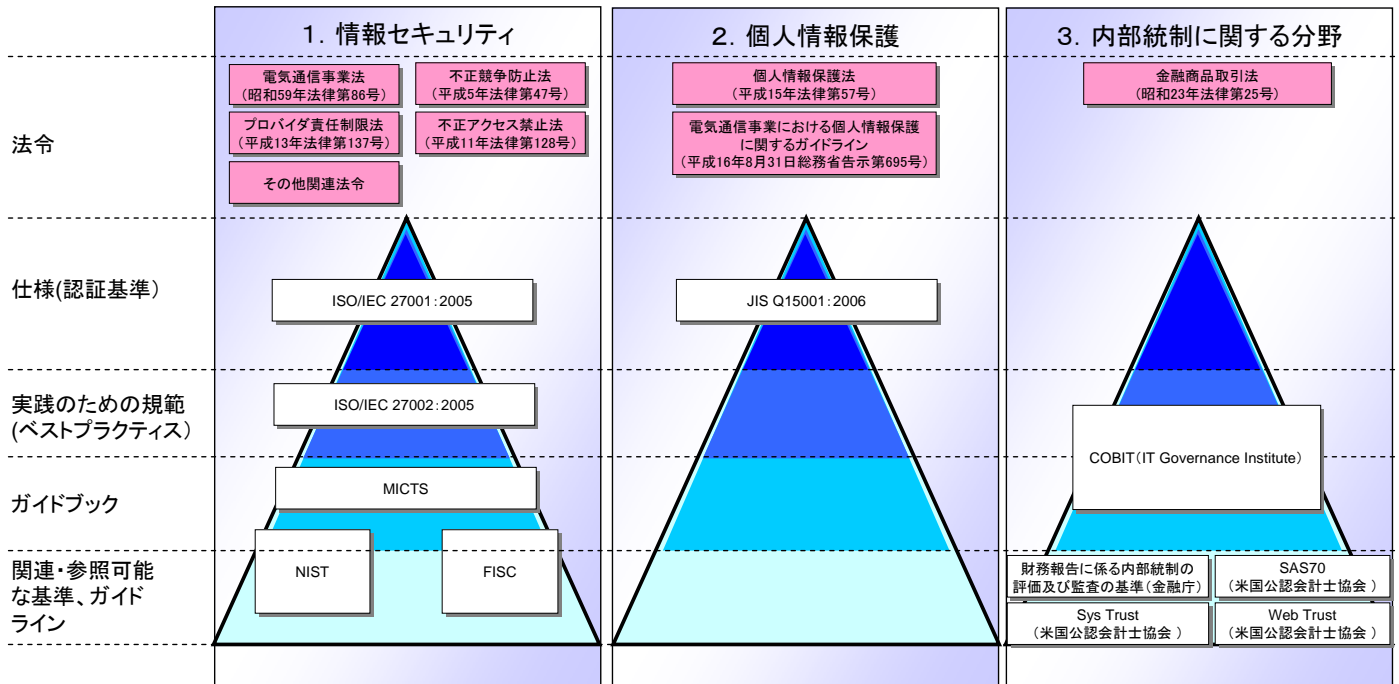 1. 情報セキュリティ
2. 個人情報保護
3. 内部統制に関する分野
法令
電気通信事業法
(昭和59年法律第86号)
不正競争防止法
(平成5年法律第47号)
プロバイダ責任制限法
(平成13年法律第137号)
不正アクセス禁止法
(平成11年法律第128号)
その他関連法令
個人情報保護法
(平成15年法律第57号)
電気通信事業における個人情報保護
に関するガイドライン
(平成16年8月31日総務省告示第695号)
金融商品取引法
(昭和23年法律第25号)
仕様(認証基準)
ISO/IEC 27001:2005
JIS Q15001:2006
実践のための規範
(ベストプラクティス)
ISO/IEC 27002:2005
COBIT(IT Governance Institute)
ガイドブック
MICTS
関連・参照可能
な基準、ガイド
ライン
NIST
FISC
財務報告に係る内部統制の
評価及び監査の基準(金融庁)
SAS70
(米国公認会計士協会 )
Sys Trust
(米国公認会計士協会 )
Web Trust
(米国公認会計士協会 )